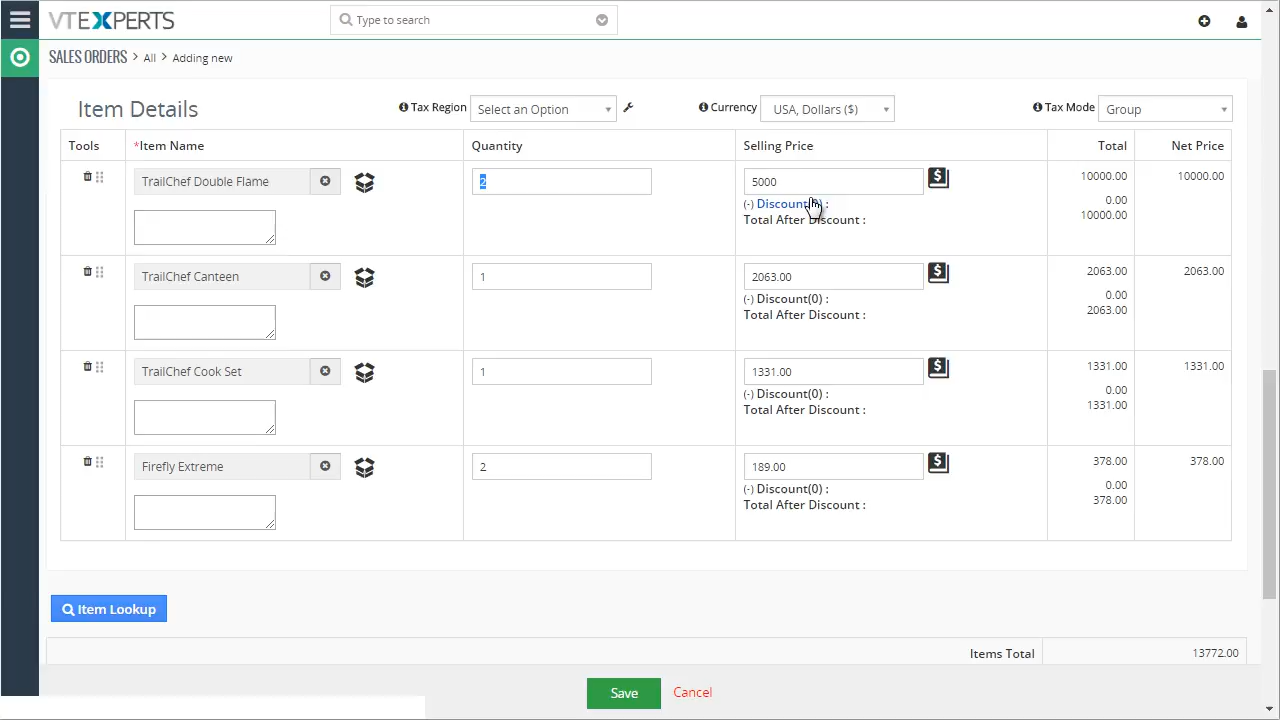 VTEXPERTS
Type to search
SALES ORDERS > All > Adding new
Item Details
Tax Region Select an Option
Currency USA, Dollars ($)
Tax Mode Group
Tools *Item Name Quantity Selling Price Total Net Price
TrailChef Double Flame 2 5000 10000.00 10000.00
(-) Discount(0) : 0.00
Total After Discount : 10000.00
TrailChef Canteen 1 2063.00 2063.00 2063.00
(-) Discount(0) : 0.00
Total After Discount : 2063.00
TrailChef Cook Set 1 1331.00 1331.00 1331.00
(-) Discount(0) : 0.00
Total After Discount : 1331.00
Firefly Extreme 2 189.00 378.00 378.00
(-) Discount(0) : 0.00
Total After Discount : 378.00
Item Lookup
Items Total 13772.00
Save Cancel